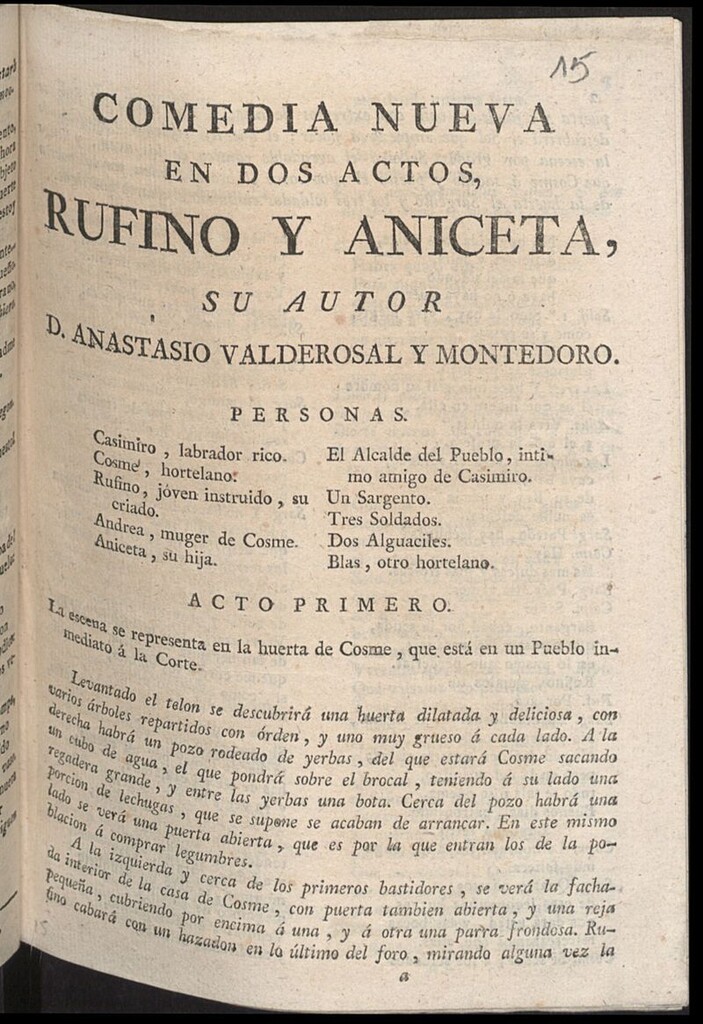 15
COMEDIA NUEVA
EN DOS ACTOS,
RUFINO Y ANICETA,
SU AUTOR
D. ANASTASIO VALDEROSAL Y MONTEDORO.
PERSONAS.
Casimiro, labrador rico.
Cosme, hortelano.
Rufino, jóven instruido, su
criado.
Andrea, muger de Cosme.
Aniceta, su hija.
El Alcalde del Pueblo, inti-
mo amigo de Casimiro.
Un Sargento.
Tres Soldados.
Dos Alguaciles.
Blas, otro hortelano.
ACTO PRIMERO.
La escena se representa en la huerta de Cosme, que está en un Pueblo in-
mediato á la Corte.
Levantado el telon se descubrirá una huerta dilatada y deliciosa, con
varios árboles repartidos con órden, y uno muy grueso á cada lado. A la
derecha habrá un pozo rodeado de yerbas, del que estará Cosme sacando
un cubo de agua, el que pondrá sobre el brocal, teniendo á su lado una
regadera grande, y entre las yerbas una bota. Cerca del pozo habrá una
porcion de lechugas, que se supone se acaban de arrancar. En este mismo
lado se verá una puerta abierta, que es por la que entran los de la po-
blacion á comprar legumbres.
A la izquierda y cerca de los primeros bastidores, se verá la facha-
da interior de la casa de Cosme, con puerta tambien abierta, y una reja
pequeña, cubriendo por encima á una, y á otra una parra frondosa. Ru-
fino cabará con un hazadon en lo último del foro, mirando alguna vez la
a